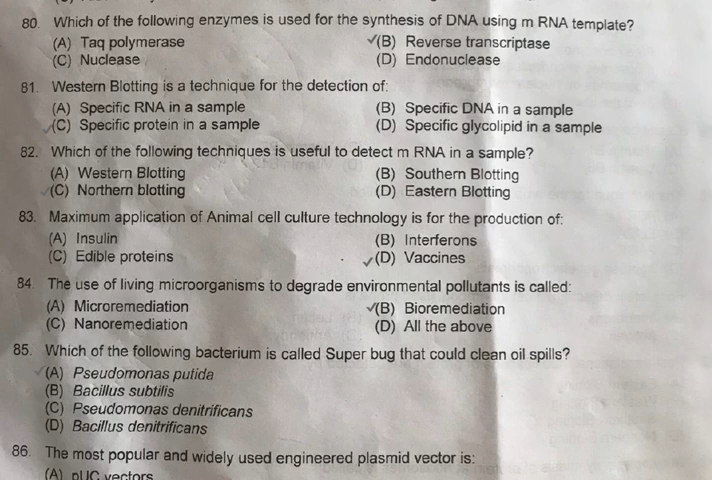 80. Which of the following enzymes is used for the synthesis of DNA using m RNA template?
(A) Taq polymerase ✓(B) Reverse transcriptase
(C) Nuclease (D) Endonuclease
81. Western Blotting is a technique for the detection of:
(A) Specific RNA in a sample (B) Specific DNA in a sample
✓(C) Specific protein in a sample (D) Specific glycolipid in a sample
82. Which of the following techniques is useful to detect m RNA in a sample?
(A) Western Blotting (B) Southern Blotting
✓(C) Northern blotting (D) Eastern Blotting
83. Maximum application of Animal cell culture technology is for the production of:
(A) Insulin (B) Interferons
(C) Edible proteins ✓(D) Vaccines
84. The use of living microorganisms to degrade environmental pollutants is called:
(A) Microremediation ✓(B) Bioremediation
(C) Nanoremediation (D) All the above
85. Which of the following bacterium is called Super bug that could clean oil spills?
✓(A) Pseudomonas putida
(B) Bacillus subtilis
(C) Pseudomonas denitrificans
(D) Bacillus denitrificans
86. The most popular and widely used engineered plasmid vector is:
(A) pUC vectors